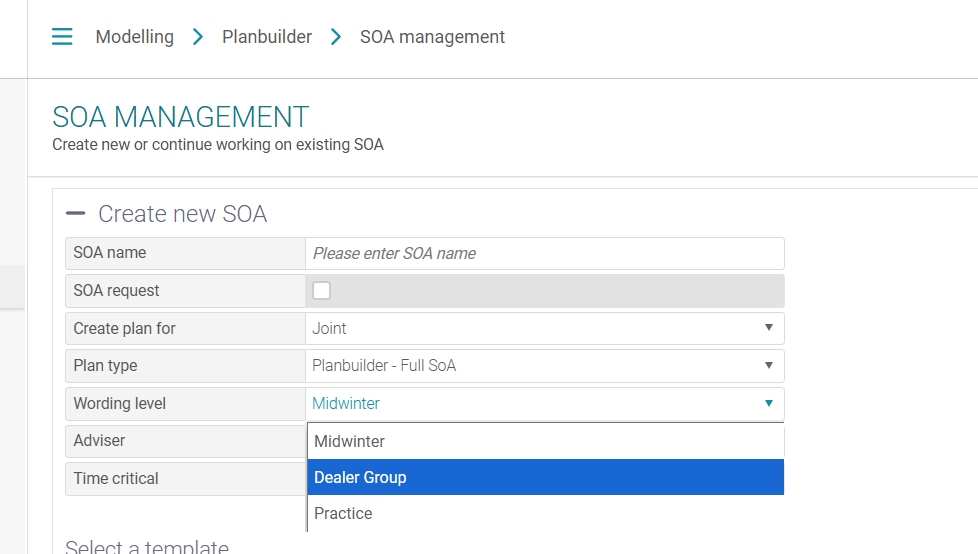 Modelling > Planbuilder > SOA management
SOA MANAGEMENT
Create new or continue working on existing SOA
Create new SOA
SOA name Please enter SOA name
SOA request
Create plan for Joint
Plan type Planbuilder - Full SoA
Wording level Midwinter
Adviser Midwinter
Dealer Group
Time critical
Practice
Select a template